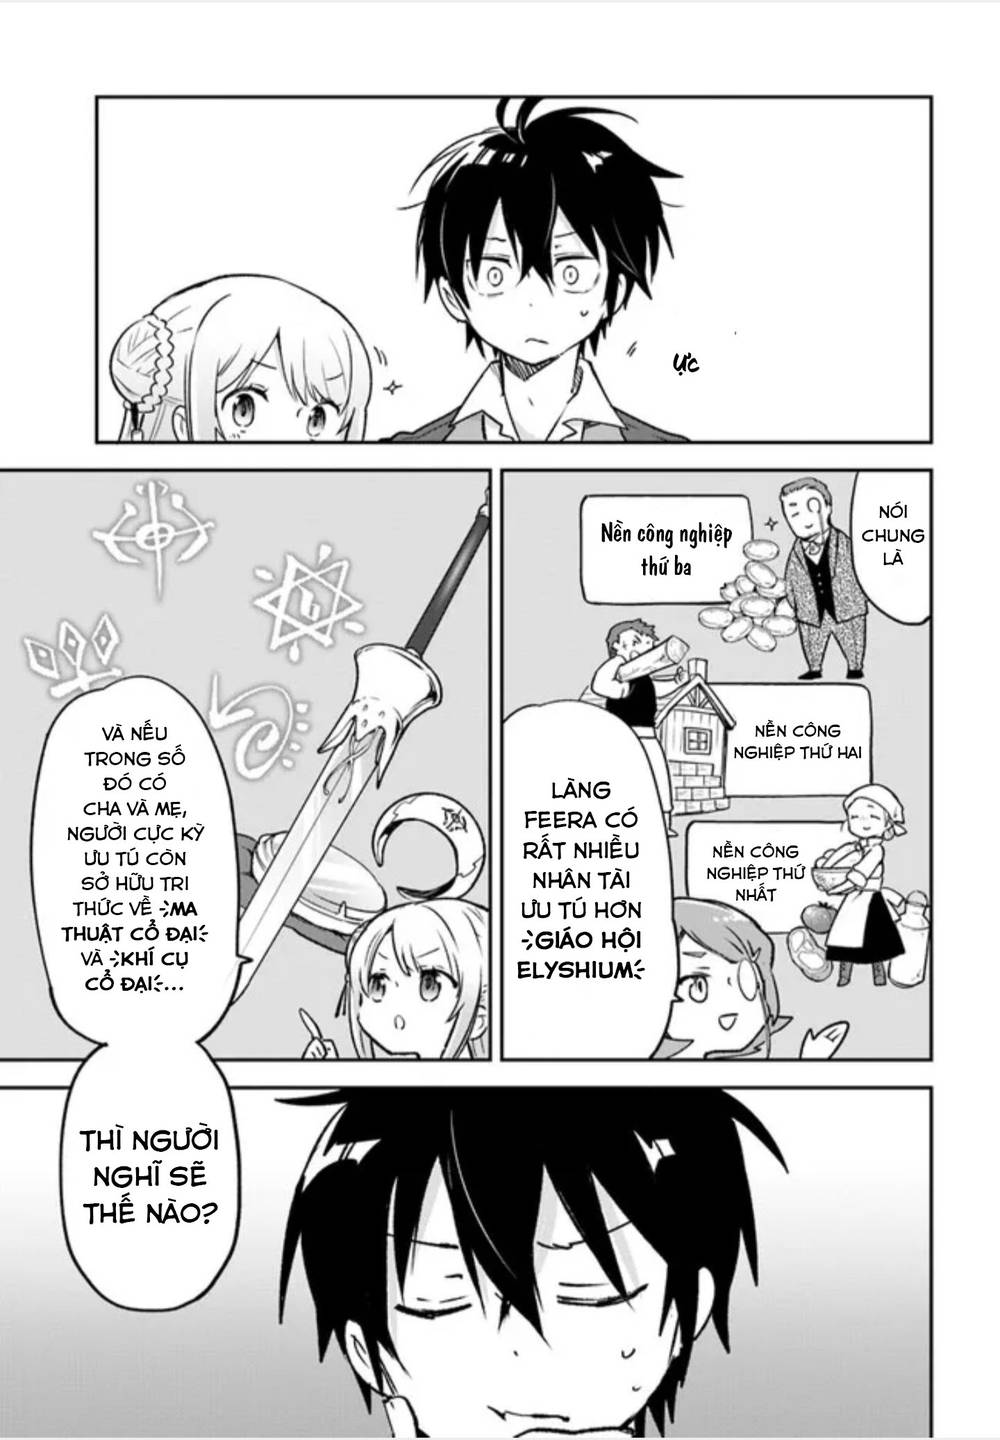 ực
NÓI
CHUNG
LÀ
Nền công nghiệp
thứ ba
NỀN CÔNG
NGHIỆP THỨ HAI
NỀN CÔNG
NGHIỆP THỨ
NHẤT
LÀNG
FEERA CÓ
RẤT NHIỀU
NHÂN TÀI
ƯU TÚ HƠN
GIÁO HỘI
ELYSHIUM
VÀ NẾU
TRONG SỐ
ĐÓ CÓ
CHA VÀ MẸ,
NGƯỜI CỰC KỲ
ƯU TÚ CÒN
SỞ HỮU TRI
THỨC VỀ MA
THUẬT CỔ ĐẠI
VÀ KHÍ CỤ
CỔ ĐẠI...
THÌ NGƯỜI
NGHĨ SẼ
THẾ NÀO?